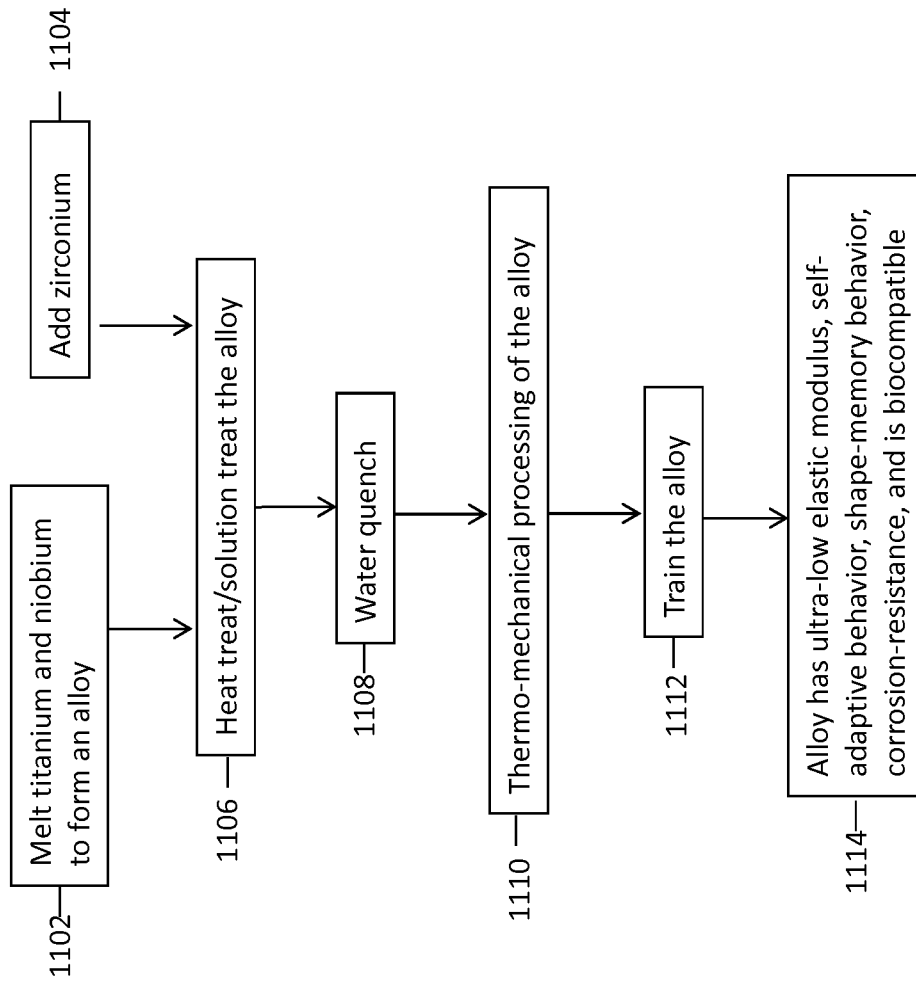 1102
Melt titanium and niobium
to form an alloy
Add zirconium
1104
1106
Heat treat/solution treat the alloy
1108
Water quench
1110
Thermo-mechanical processing of the alloy
1112
Train the alloy
1114
Alloy has ultra-low elastic modulus, self-
adaptive behavior, shape-memory behavior,
corrosion-resistance, and is biocompatible